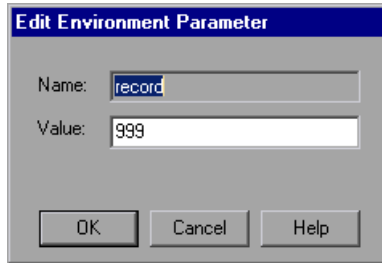 Edit Environment Parameter
Name: record
Value: 999
OK Cancel Help